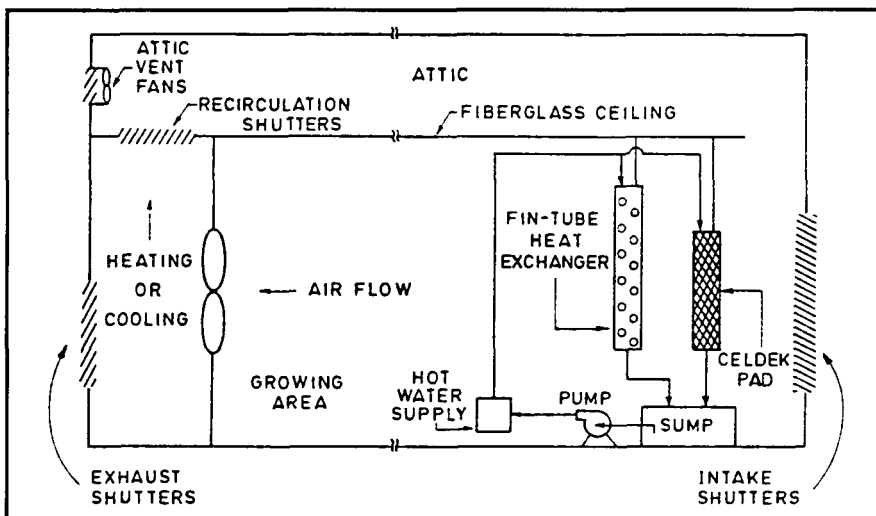 ATTIC
VENT
FANS
ATTIC
RECIRCULATION
SHUTTERS
FIBERGLASS CEILING
FIN-TUBE
HEAT
EXCHANGER
HEATING
OR
COOLING
AIR FLOW
CELDEK
PAD
GROWING
AREA
HOT
WATER
SUPPLY
PUMP
SUMP
EXHAUST
SHUTTERS
INTAKE
SHUTTERS